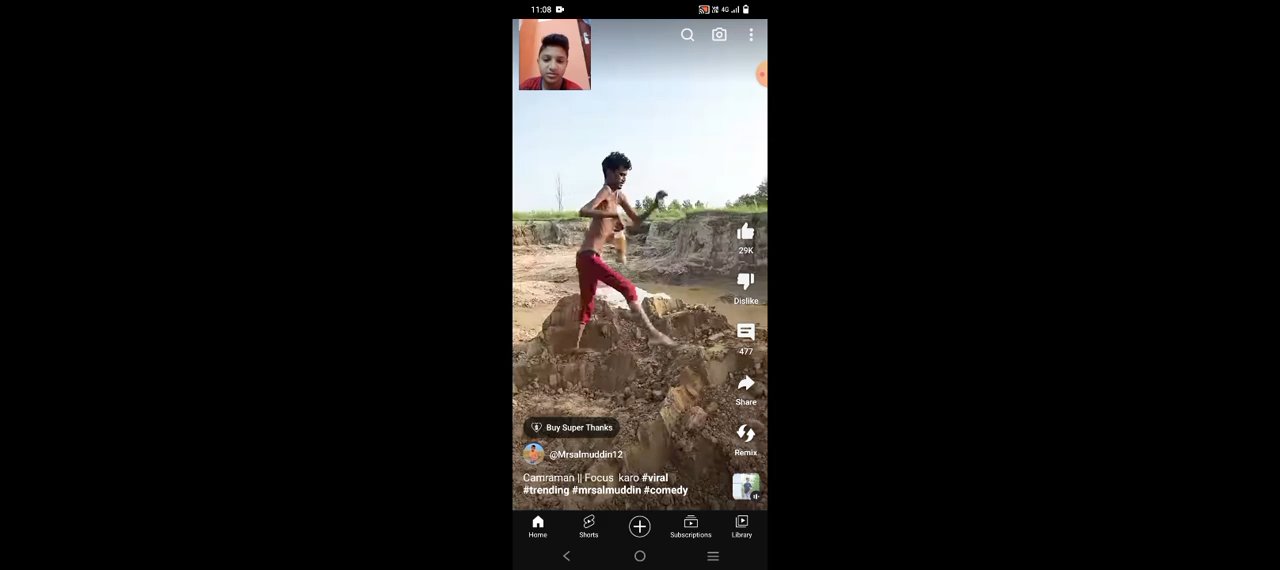 11:08
4G
29K
Dislike
477
Share
Remix
Buy Super Thanks
@Mrsalmuddin12
Camraman || Focus karo #viral
#trending #mrsalmuddin #comedy
Home
Shorts
Subscriptions
Library